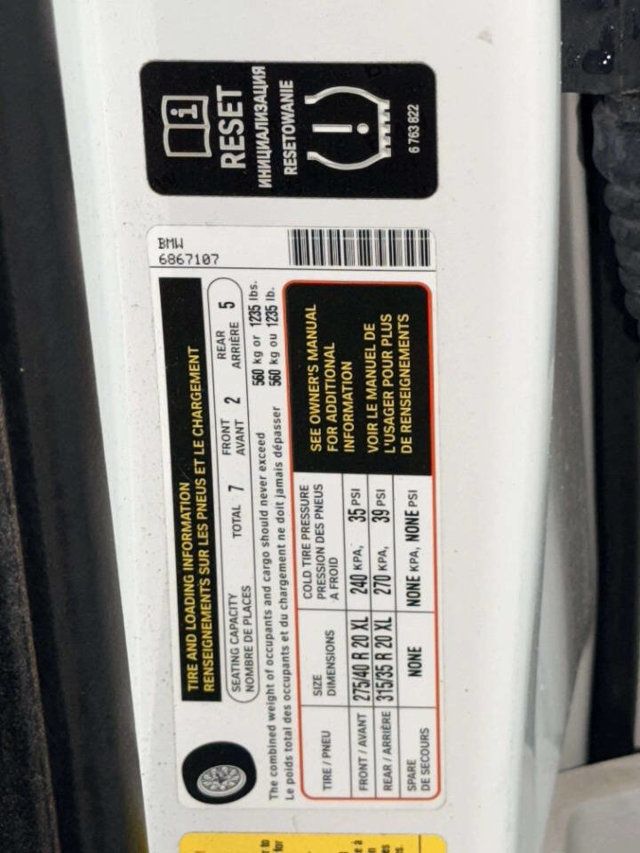 RESET
ИНИЦИАЛИЗАЦИЯ
RESETOWANIE
6 763 822
BMW
6867107
TIRE AND LOADING INFORMATION
RENSEIGNEMENTS SUR LES PNEUS ET LE CHARGEMENT
SEATING CAPACITY TOTAL 7 FRONT 2 REAR 5
NOMBRE DE PLACES AVANT ARRIÈRE
The combined weight of occupants and cargo should never exceed 560 kg or 1235 lbs.
Le poids total des occupants et du chargement ne doit jamais dépasser 560 kg ou 1235 lb.
TIRE / PNEU
SIZE
DIMENSIONS
COLD TIRE PRESSURE
PRESSION DES PNEUS
A FROID
FRONT / AVANT 275/40 R 20 XL 240 KPA, 35 PSI
REAR / ARRIÈRE 315/35 R 20 XL 270 KPA, 39 PSI
SPARE
DE SECOURS
NONE NONE KPA, NONE PSI
SEE OWNER'S MANUAL
FOR ADDITIONAL
INFORMATION
VOIR LE MANUEL DE
L'USAGER POUR PLUS
DE RENSEIGNEMENTS